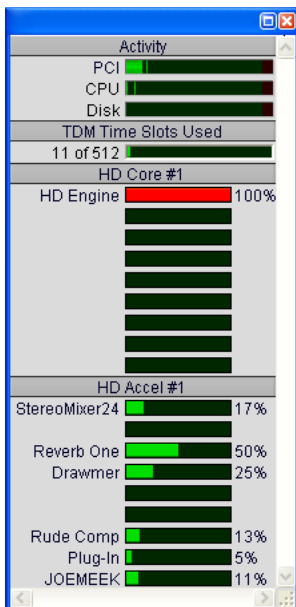 Activity
PCI
CPU
Disk
TDM Time Slots Used
11 of 512
HD Core #1
HD Engine 100%
HD Accel #1
StereoMixer24 17%
Reverb One 50%
Drawmer 25%
Rude Comp 13%
Plug-In 5%
JOEMEEK 11%